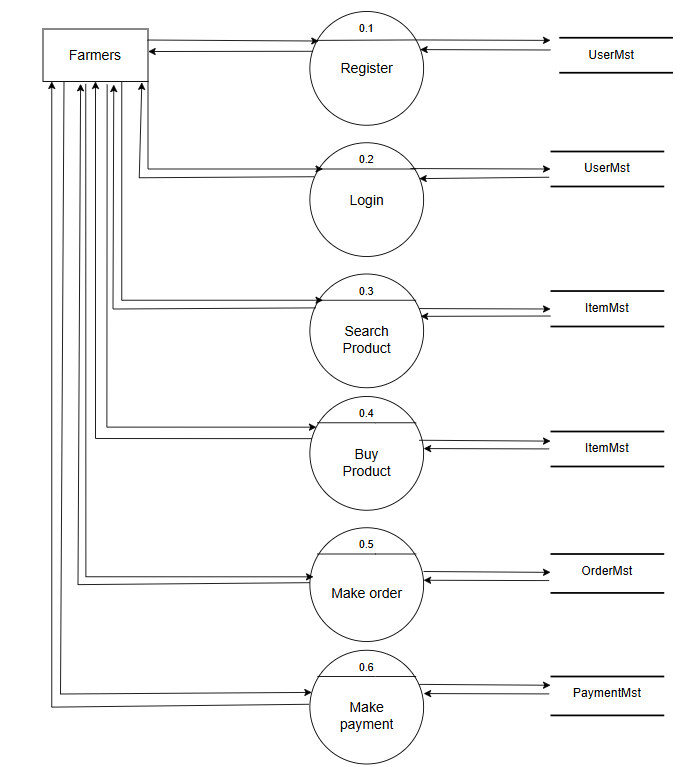 Farmers
0.1
Register
UserMst
0.2
Login
UserMst
0.3
Search
Product
ItemMst
0.4
Buy
Product
ItemMst
0.5
Make order
OrderMst
0.6
Make
payment
PaymentMst